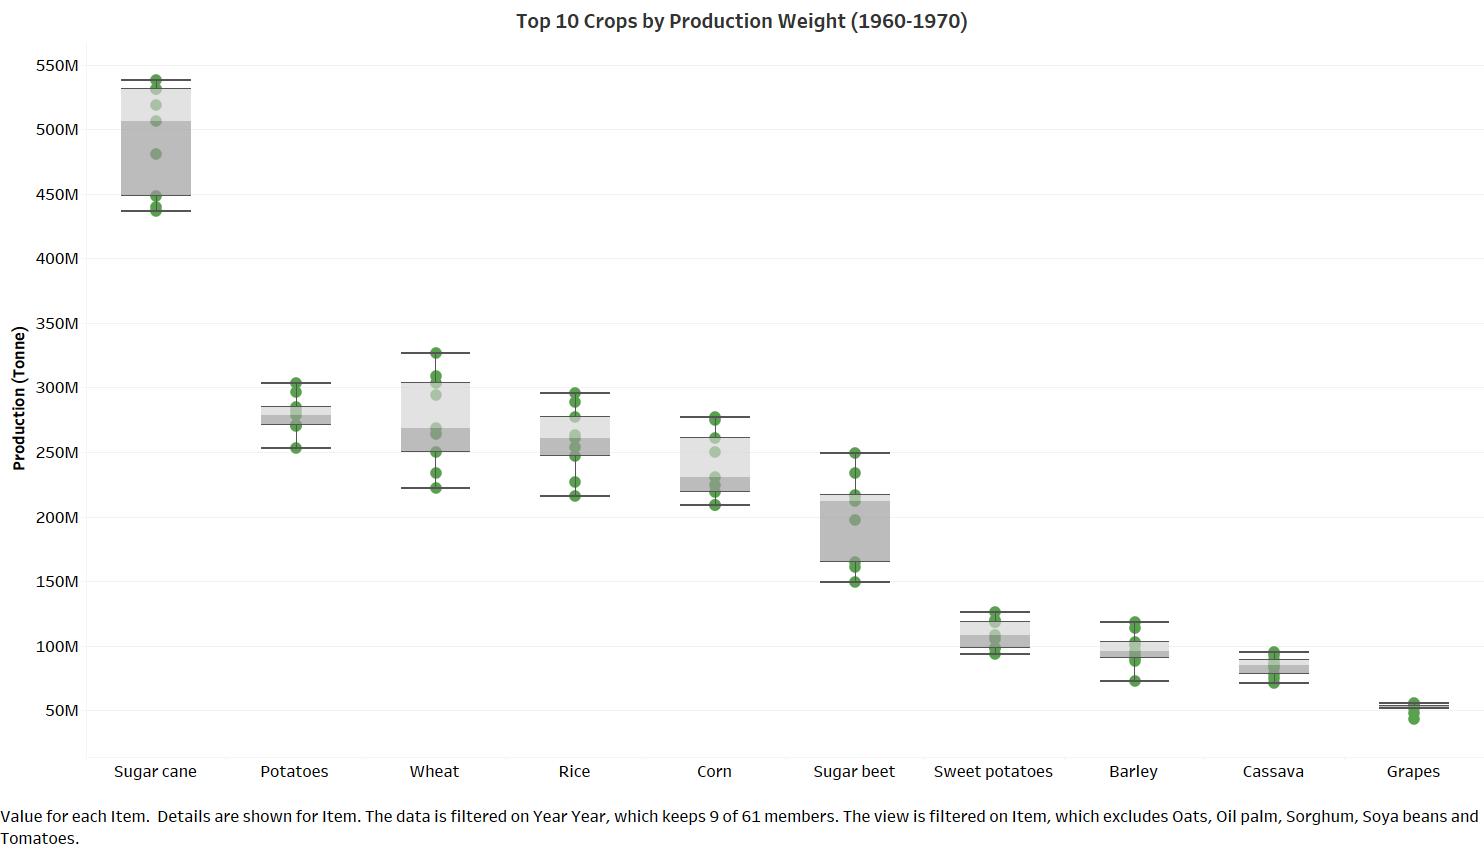 Top 10 Crops by Production Weight (1960-1970)
550M
500M
450M
400M
350M
300M
250M
200M
150M
100M
50M
Production (Tonne)
Sugar cane
Potatoes
Wheat
Rice
Corn
Sugar beet
Sweet potatoes
Barley
Cassava
Grapes
Value for each Item.  Details are shown for Item. The data is filtered on Year Year, which keeps 9 of 61 members. The view is filtered on Item, which excludes Oats, Oil palm, Sorghum, Soya beans and
Tomatoes.